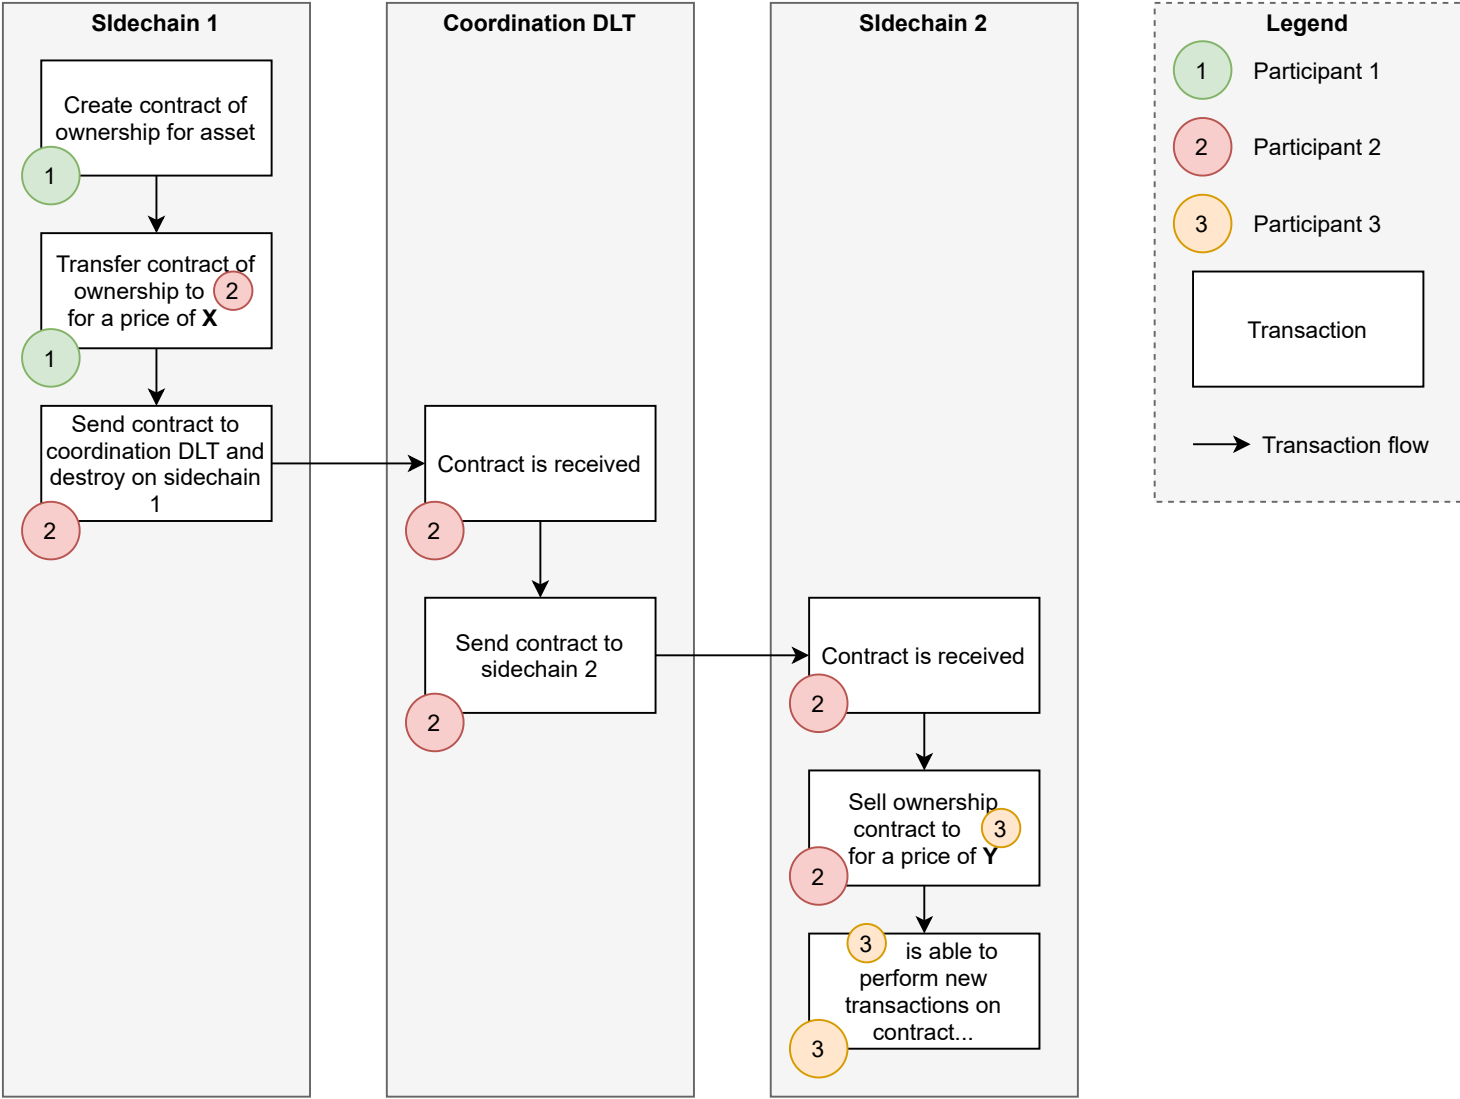 SIdechain 1
Create contract of
ownership for asset
1
Transfer contract of
ownership to 2
for a price of X
1
Send contract to
coordination DLT and
destroy on sidechain
1
2
Coordination DLT
Contract is received
2
Send contract to
sidechain 2
2
SIdechain 2
Contract is received
2
Sell ownership
contract to 3
for a price of Y
2
3 is able to
perform new
transactions on
contract...
3
Legend
1 Participant 1
2 Participant 2
3 Participant 3
Transaction
Transaction flow